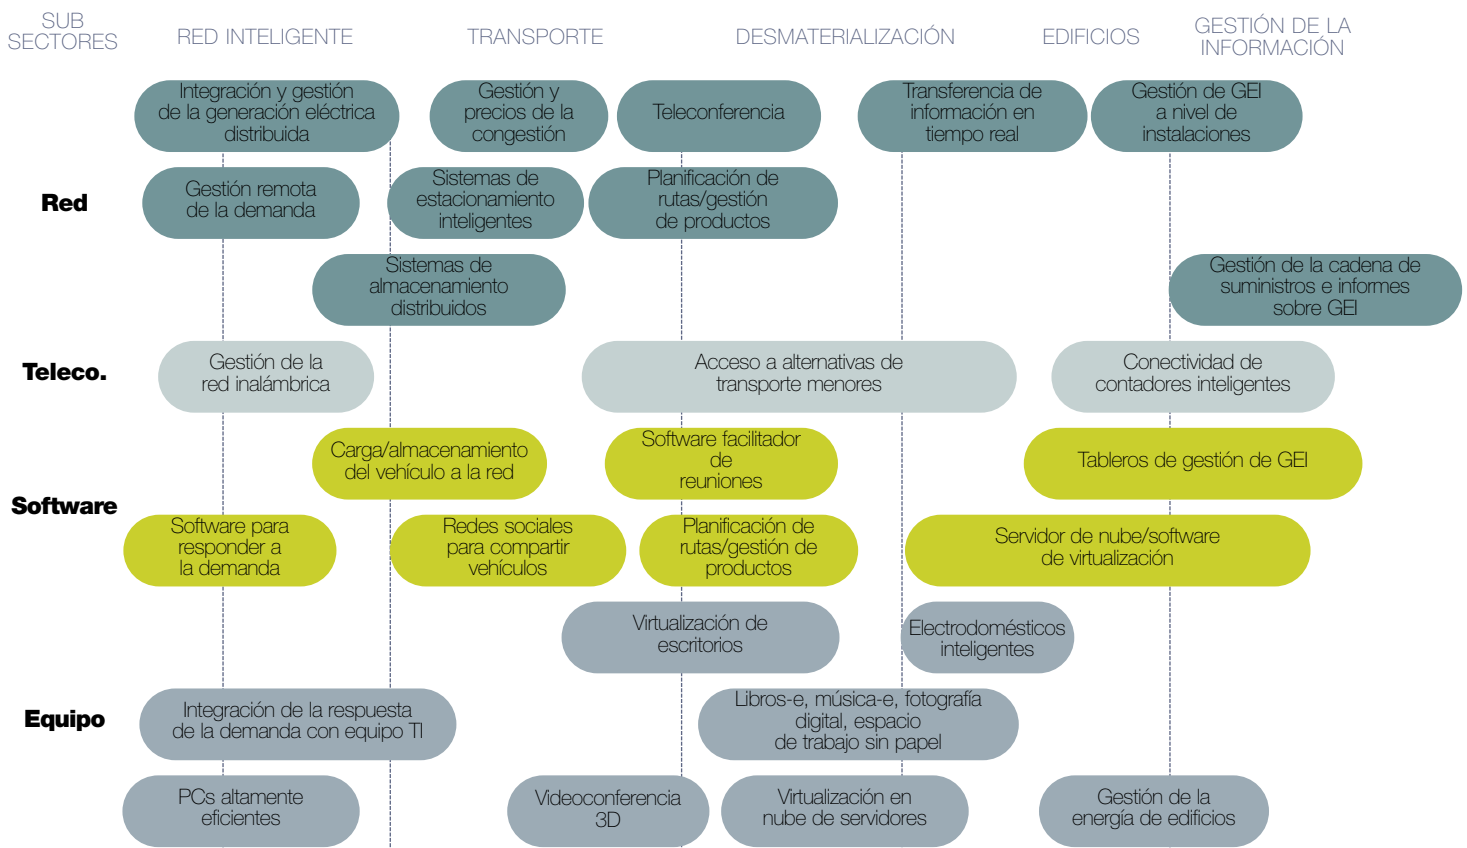 SUB
SECTORES
RED INTELIGENTE
TRANSPORTE
DESMATERIALIZACIÓN
EDIFICIOS
GESTIÓN DE LA
INFORMACIÓN
Red
Integración y gestión
de la generación eléctrica
distribuida
Gestión y
precios de la
congestión
Teleconferencia
Transferencia de
información en
tiempo real
Gestión de GEI
a nivel de
instalaciones
Gestión remota
de la demanda
Sistemas de
estacionamiento
inteligentes
Planificación de
rutas/gestión
de productos
Sistemas de
almacenamiento
distribuidos
Gestión de la cadena de
suministros e informes
sobre GEI
Teleco.
Gestión de la
red inalámbrica
Acceso a alternativas de
transporte menores
Conectividad de
contadores inteligentes
Software
Carga/almacenamiento
del vehículo a la red
Software facilitador
de
reuniones
Tableros de gestión de GEI
Software para
responder a
la demanda
Redes sociales
para compartir
vehículos
Planificación de
rutas/gestión de
productos
Servidor de nube/software
de virtualización
Equipo
Virtualización de
escritorios
Electrodomésticos
inteligentes
Integración de la respuesta
de la demanda con equipo TI
Libros-e, música-e, fotografía
digital, espacio
de trabajo sin papel
PCs altamente
eficientes
Videoconferencia
3D
Virtualización en
nube de servidores
Gestión de la
energía de edificios